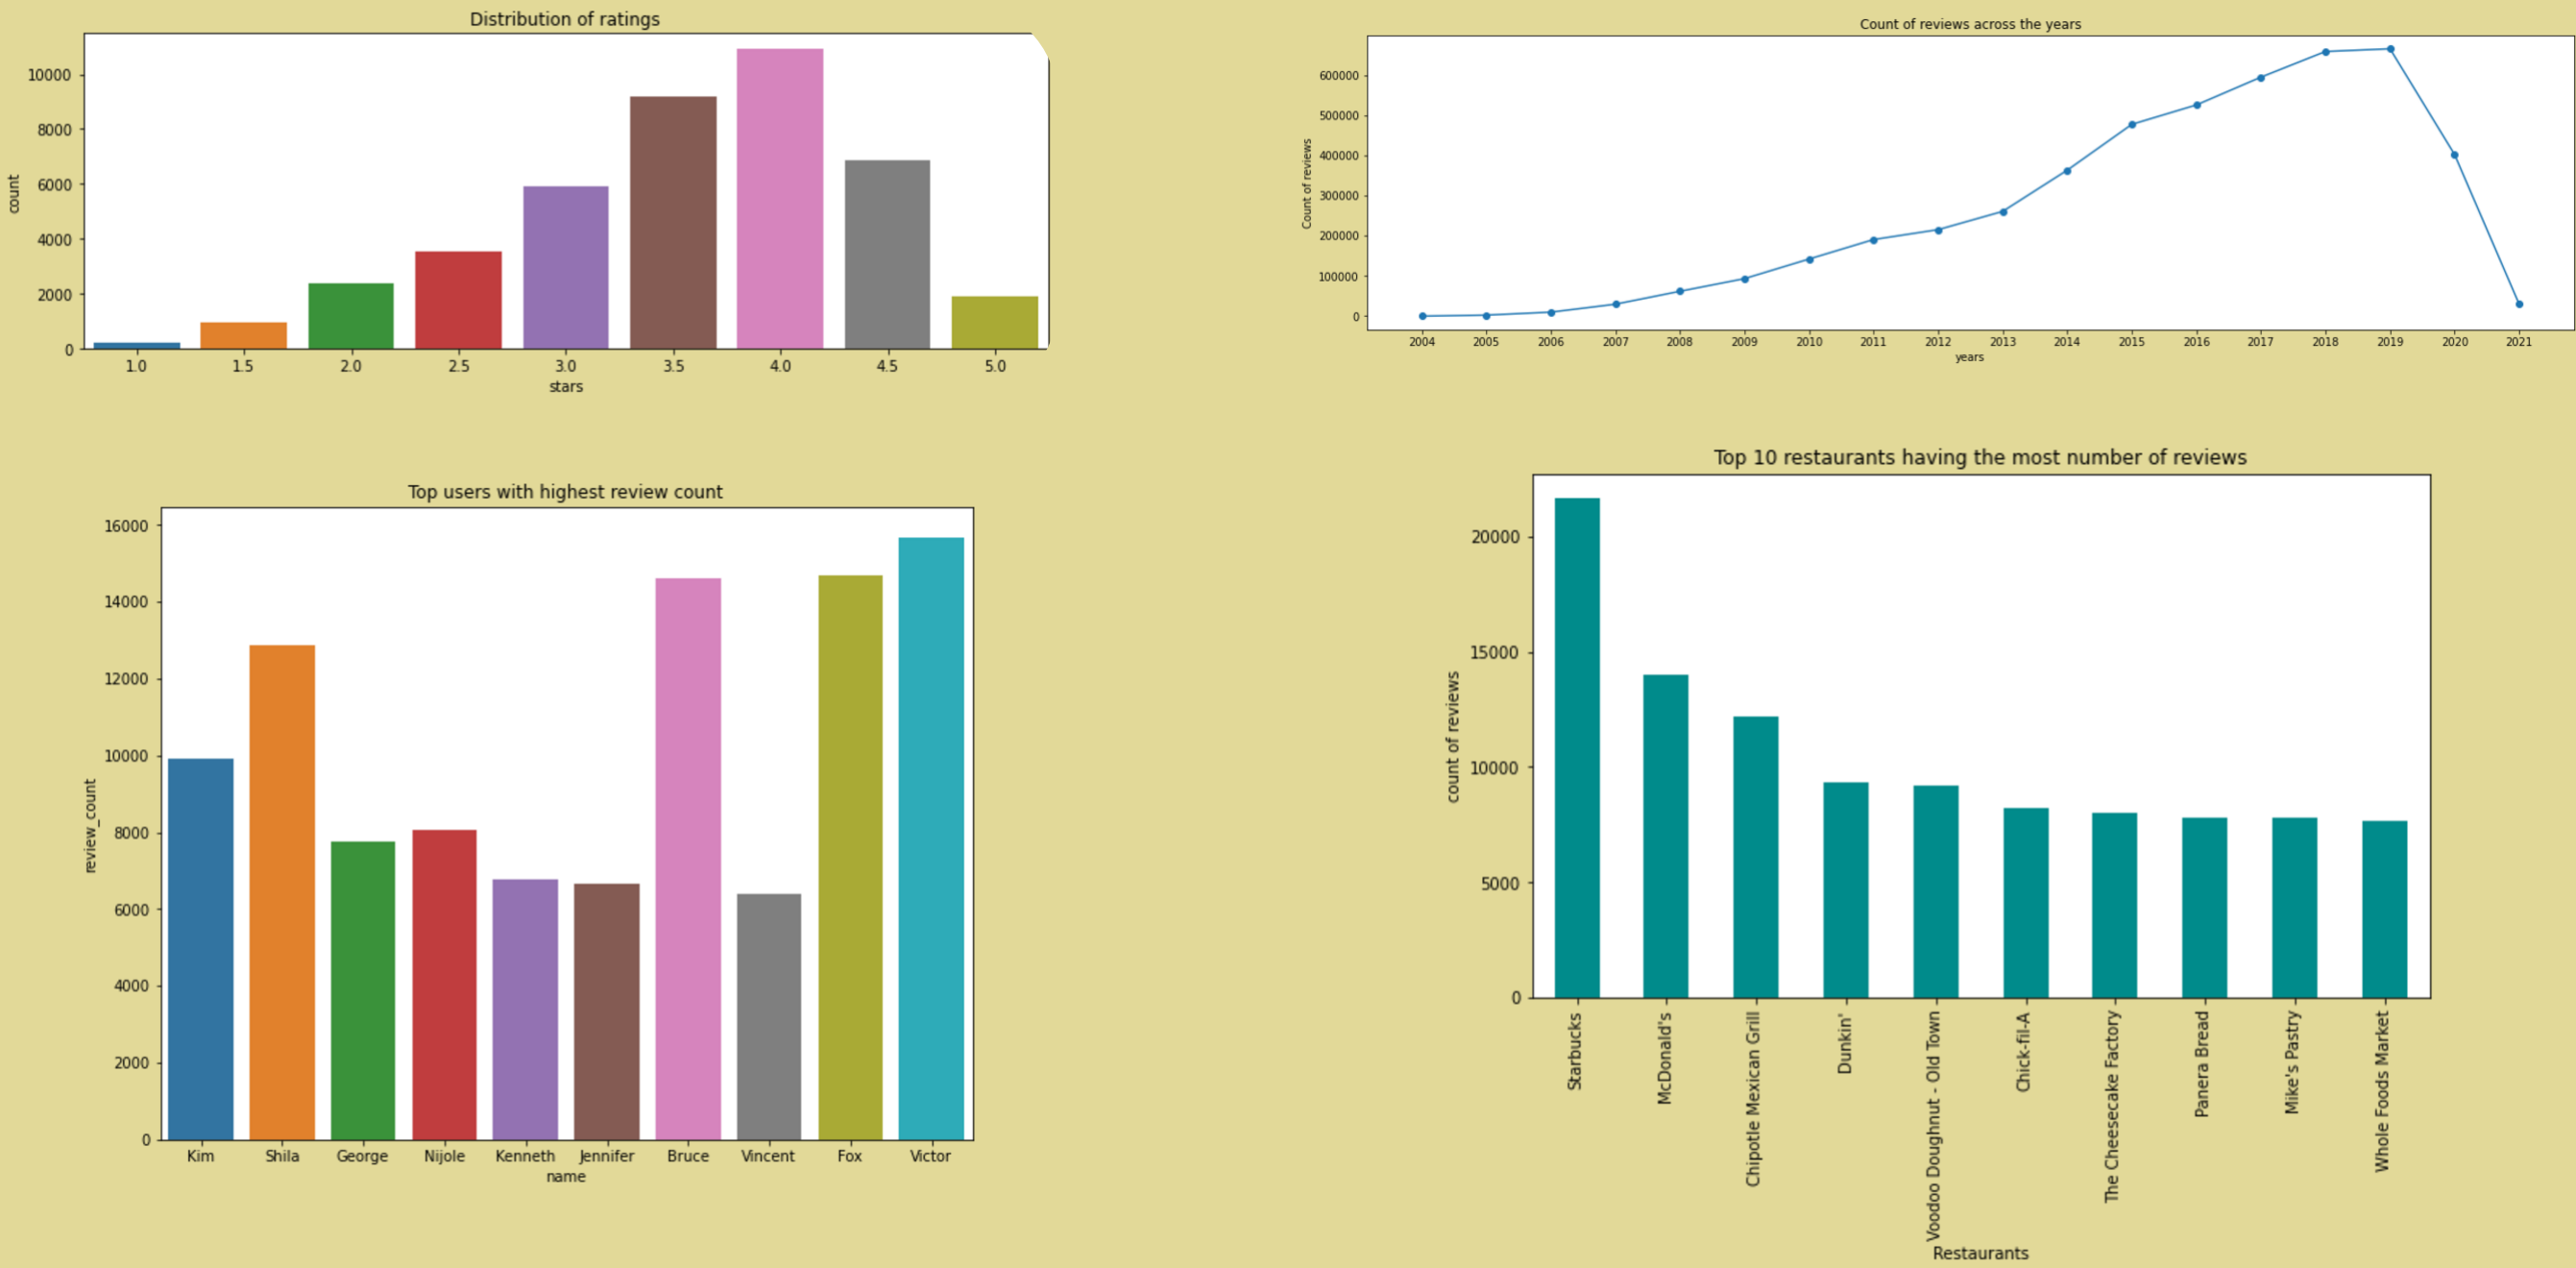 Distribution of ratings
10000
8000
6000
4000
2000
0
count
1.0 1.5 2.0 2.5 3.0 3.5 4.0 4.5 5.0
stars
Count of reviews across the years
600000
500000
400000
300000
200000
100000
0
Count of reviews
2004 2005 2006 2007 2008 2009 2010 2011 2012 2013 2014 2015 2016 2017 2018 2019 2020 2021
years
Top users with highest review count
16000
14000
12000
10000
8000
6000
4000
2000
0
review_count
Kim Shila George Nijole Kenneth Jennifer Bruce Vincent Fox Victor
name
Top 10 restaurants having the most number of reviews
20000
15000
10000
5000
0
count of reviews
Starbucks
McDonald's
Chipotle Mexican Grill
Dunkin'
Voodoo Doughnut - Old Town
Chick-fil-A
The Cheesecake Factory
Panera Bread
Mike's Pastry
Whole Foods Market
Restaurants